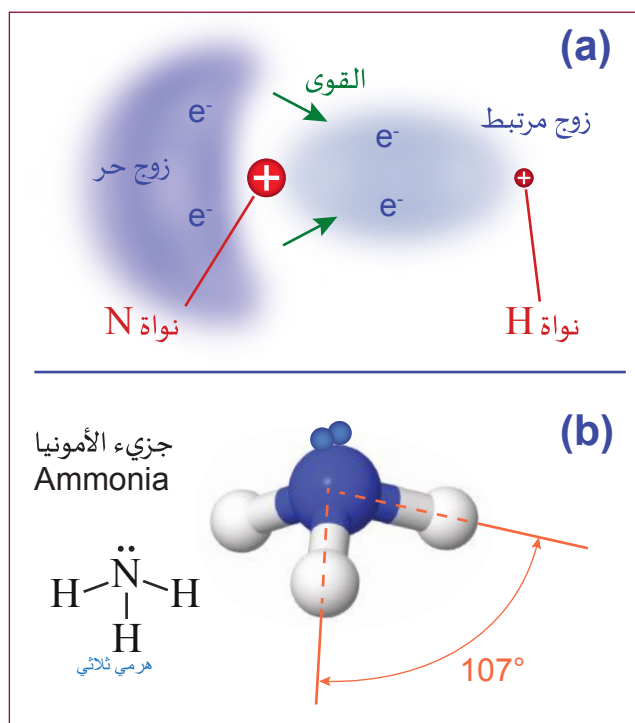 (a)
القوى
زوج مرتبط
e-
e-
زوج حر
e-
e-
نواة N
نواة H
(b)
جزيء الأمونيا
Ammonia
N
H
H
H
هرمي ثلاثي
107°